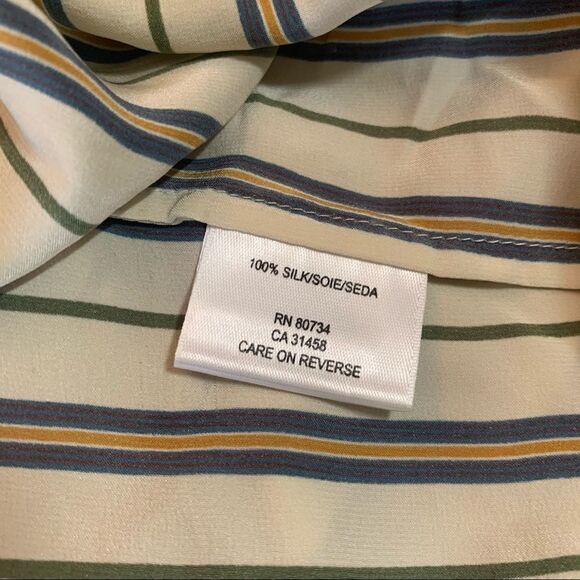 100% SILK/SOIE/SEDA
RN 80734
CA 31458
CARE ON REVERSE